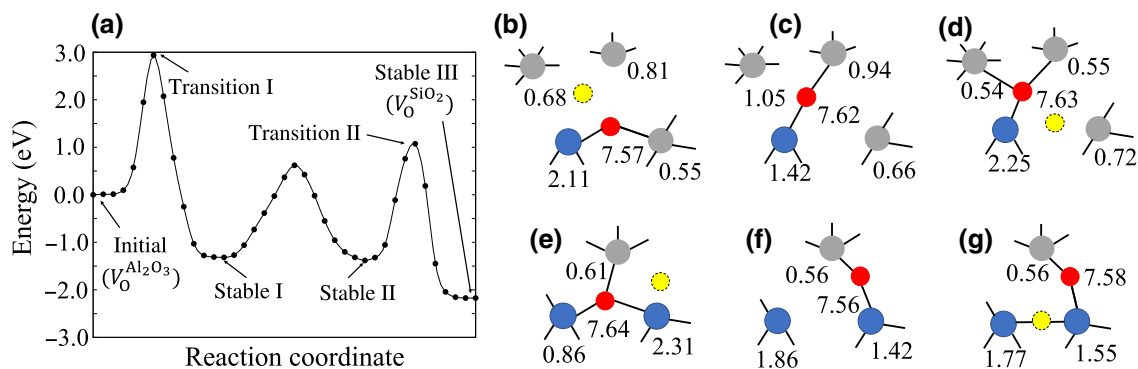 (a)
Energy (eV)
3.0
2.0
1.0
0.0
−1.0
−2.0
−3.0
Transition I
Stable III
(V_O^SiO₂)
Transition II
Initial
(V_O^Al₂O₃)
Stable I
Stable II
Reaction coordinate
(b)
0.81
0.68
7.57
2.11
0.55
(c)
0.94
1.05
7.62
1.42
0.66
(d)
0.55
0.54
7.63
2.25
0.72
(e)
0.61
7.64
0.86
2.31
(f)
0.56
7.56
1.86
1.42
(g)
0.56
7.58
1.77
1.55